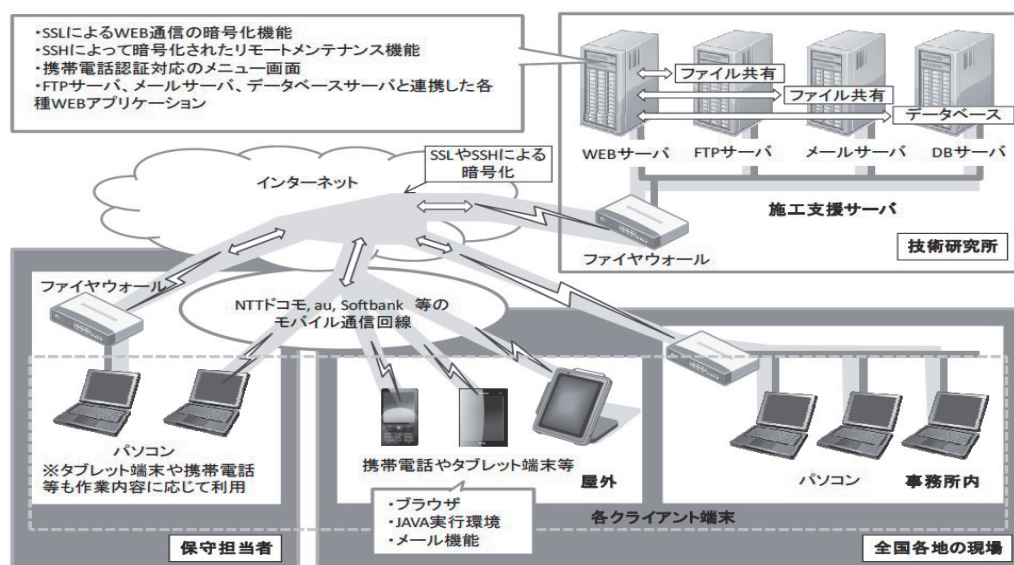 ・SSLによるWEB通信の暗号化機能
・SSHによって暗号化されたリモートメンテナンス機能
・携帯電話認証対応のメニュー画面
・FTPサーバ、メールサーバ、データベースサーバと連携した各
種WEBアプリケーション
ファイル共有
ファイル共有
データベース
WEBサーバ
FTPサーバ
メールサーバ
DBサーバ
施工支援サーバ
技術研究所
SSLやSSHによる
暗号化
インターネット
ファイヤウォール
ファイヤウォール
NTTドコモ, au, Softbank 等の
モバイル通信回線
パソコン
※タブレット端末や携帯電話
等も作業内容に応じて利用
携帯電話やタブレット端末等
屋外
パソコン
事務所内
・ブラウザ
・JAVA実行環境
・メール機能
各クライアント端末
保守担当者
全国各地の現場